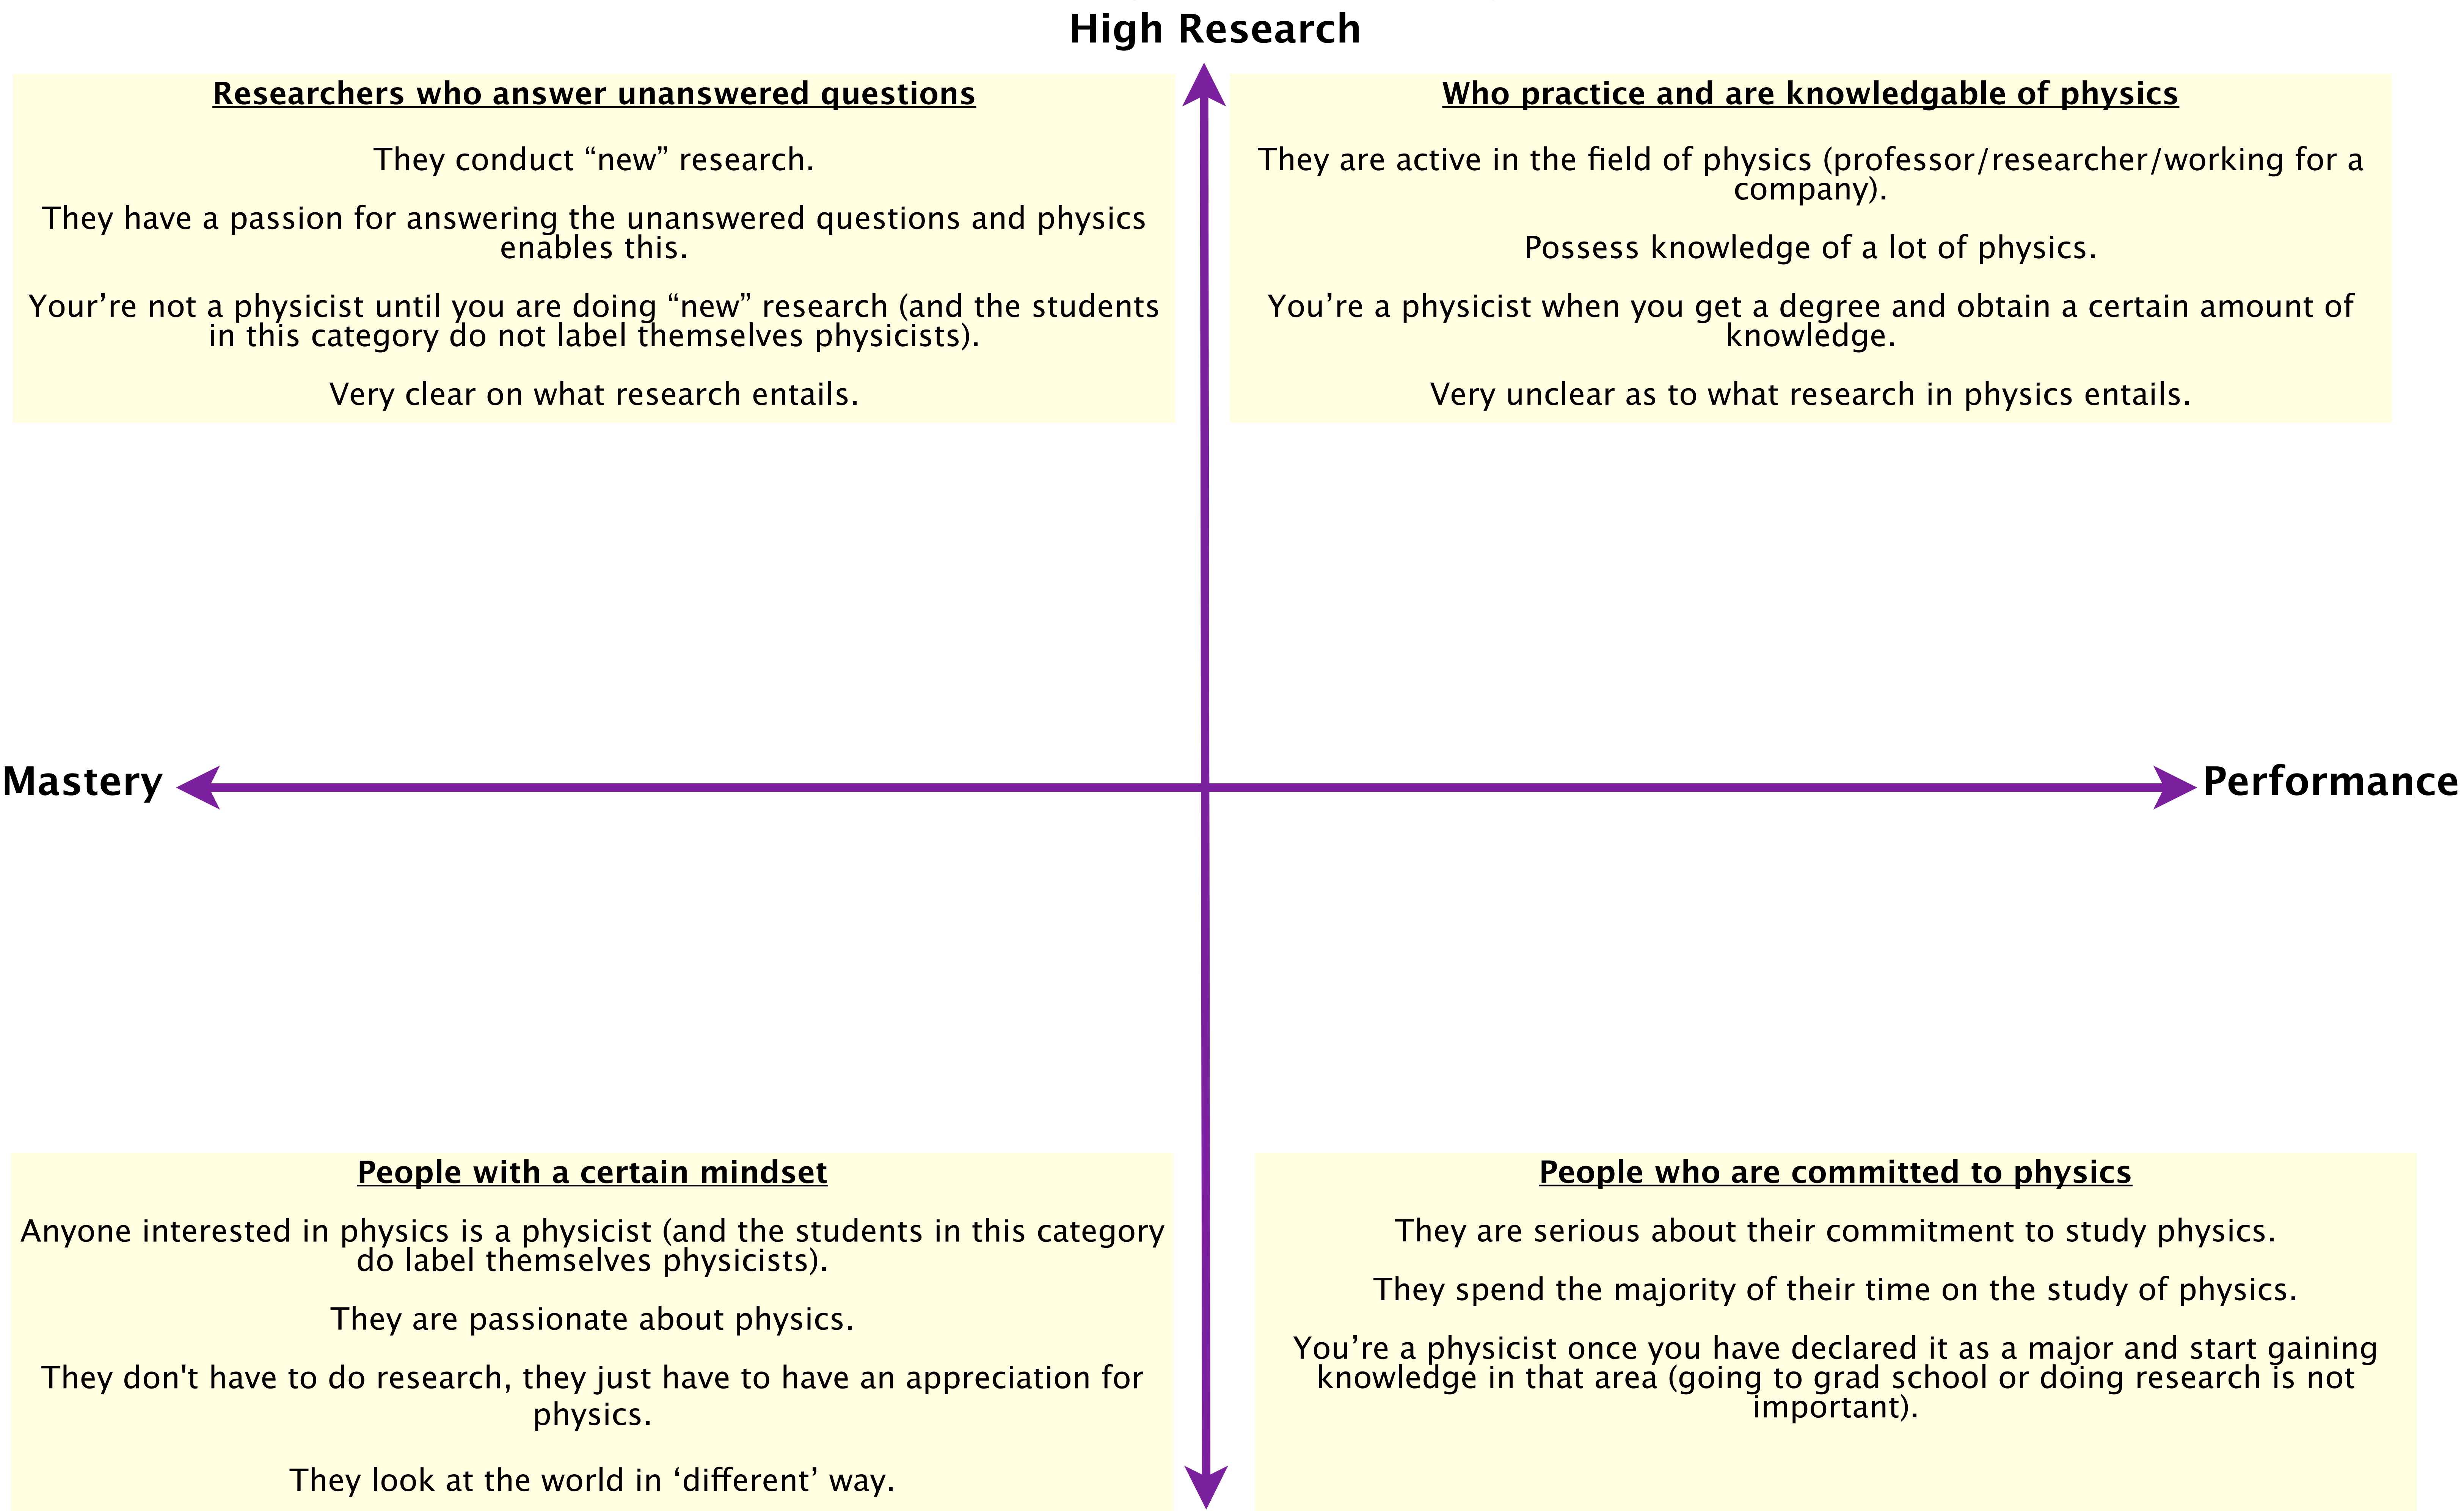 High Research
Researchers who answer unanswered questions
They conduct “new” research.
They have a passion for answering the unanswered questions and physics
enables this.
Your’re not a physicist until you are doing “new” research (and the students
in this category do not label themselves physicists).
Very clear on what research entails.
Who practice and are knowledgable of physics
They are active in the field of physics (professor/researcher/working for a
company).
Possess knowledge of a lot of physics.
You’re a physicist when you get a degree and obtain a certain amount of
knowledge.
Very unclear as to what research in physics entails.
Mastery
Performance
People with a certain mindset
Anyone interested in physics is a physicist (and the students in this category
do label themselves physicists).
They are passionate about physics.
They don't have to do research, they just have to have an appreciation for
physics.
They look at the world in ‘different’ way.
People who are committed to physics
They are serious about their commitment to study physics.
They spend the majority of their time on the study of physics.
You’re a physicist once you have declared it as a major and start gaining
knowledge in that area (going to grad school or doing research is not
important).